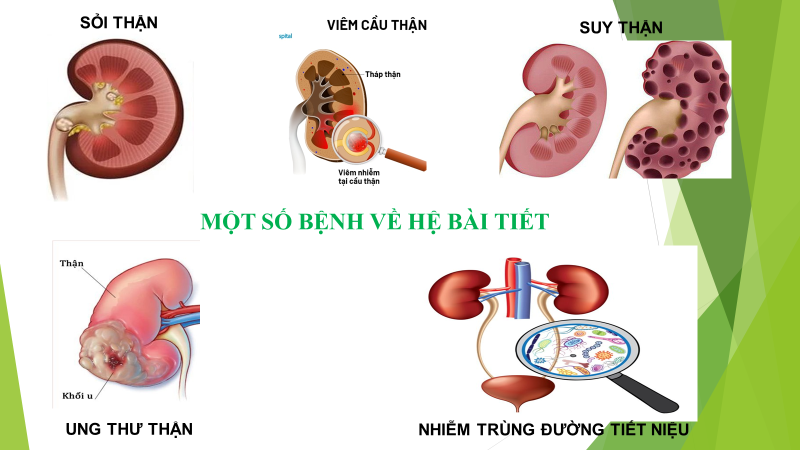 SỎI THẬN
spital
VIÊM CẦU THẬN
Tháp thận
Viêm nhiễm
tại cầu thận
SUY THẬN
MỘT SỐ BỆNH VỀ HỆ BÀI TIẾT
Thận
Khối u
UNG THƯ THẬN
NHIỄM TRÙNG ĐƯỜNG TIẾT NIỆU